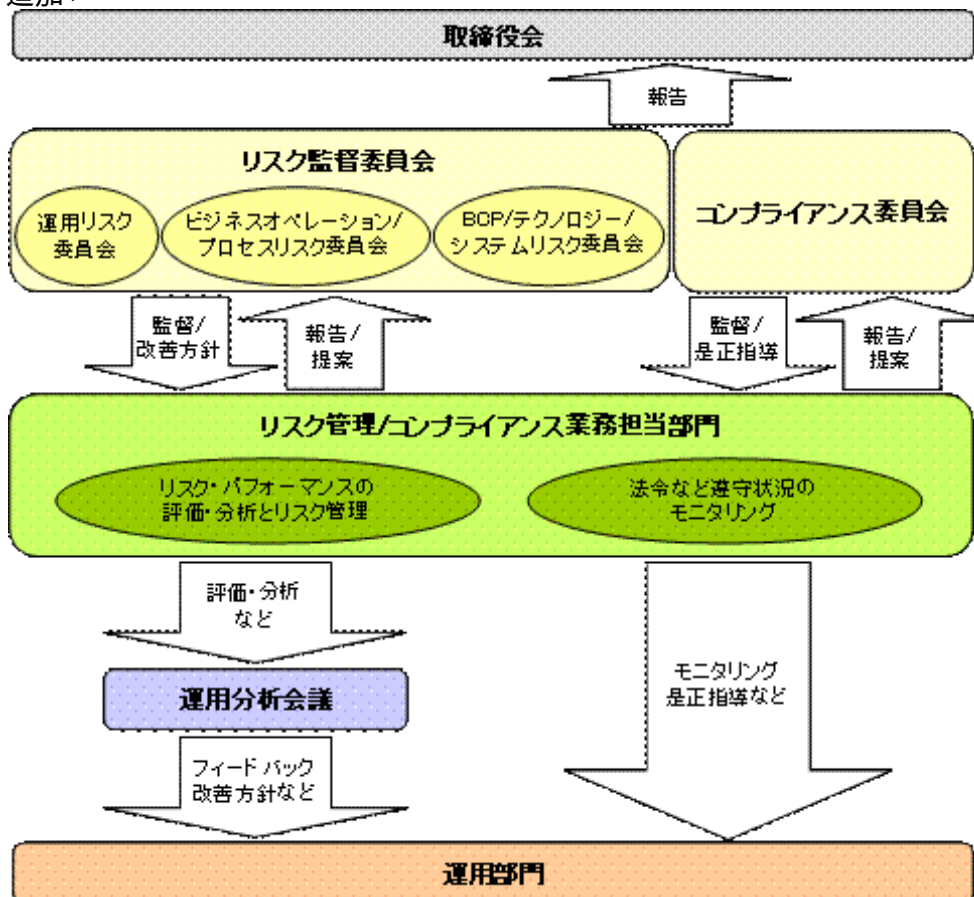 追加
取締役会
報告
リスク監督委員会
運用リスク
委員会
ビジネスオペレーション/
プロセスリスク委員会
BCP/テクノロジー/
システムリスク委員会
コンプライアンス委員会
監督/
改善方針
報告/
提案
監督/
是正指導
報告/
提案
リスク管理/コンプライアンス業務担当部門
リスク・パフォーマンスの
評価・分析とリスク管理
法令など遵守状況の
モニタリング
評価・分析
など
運用分析会議
モニタリング
是正指導など
フィードバック
改善方針など
運用部門